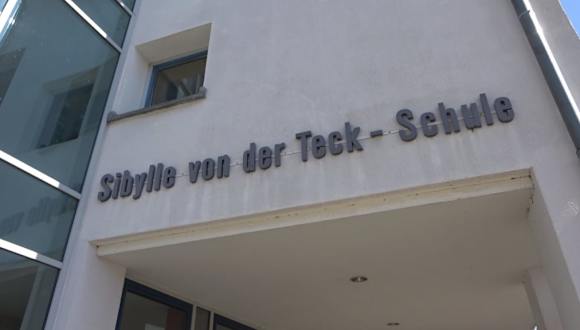 Sibylle von der Teck - Schule